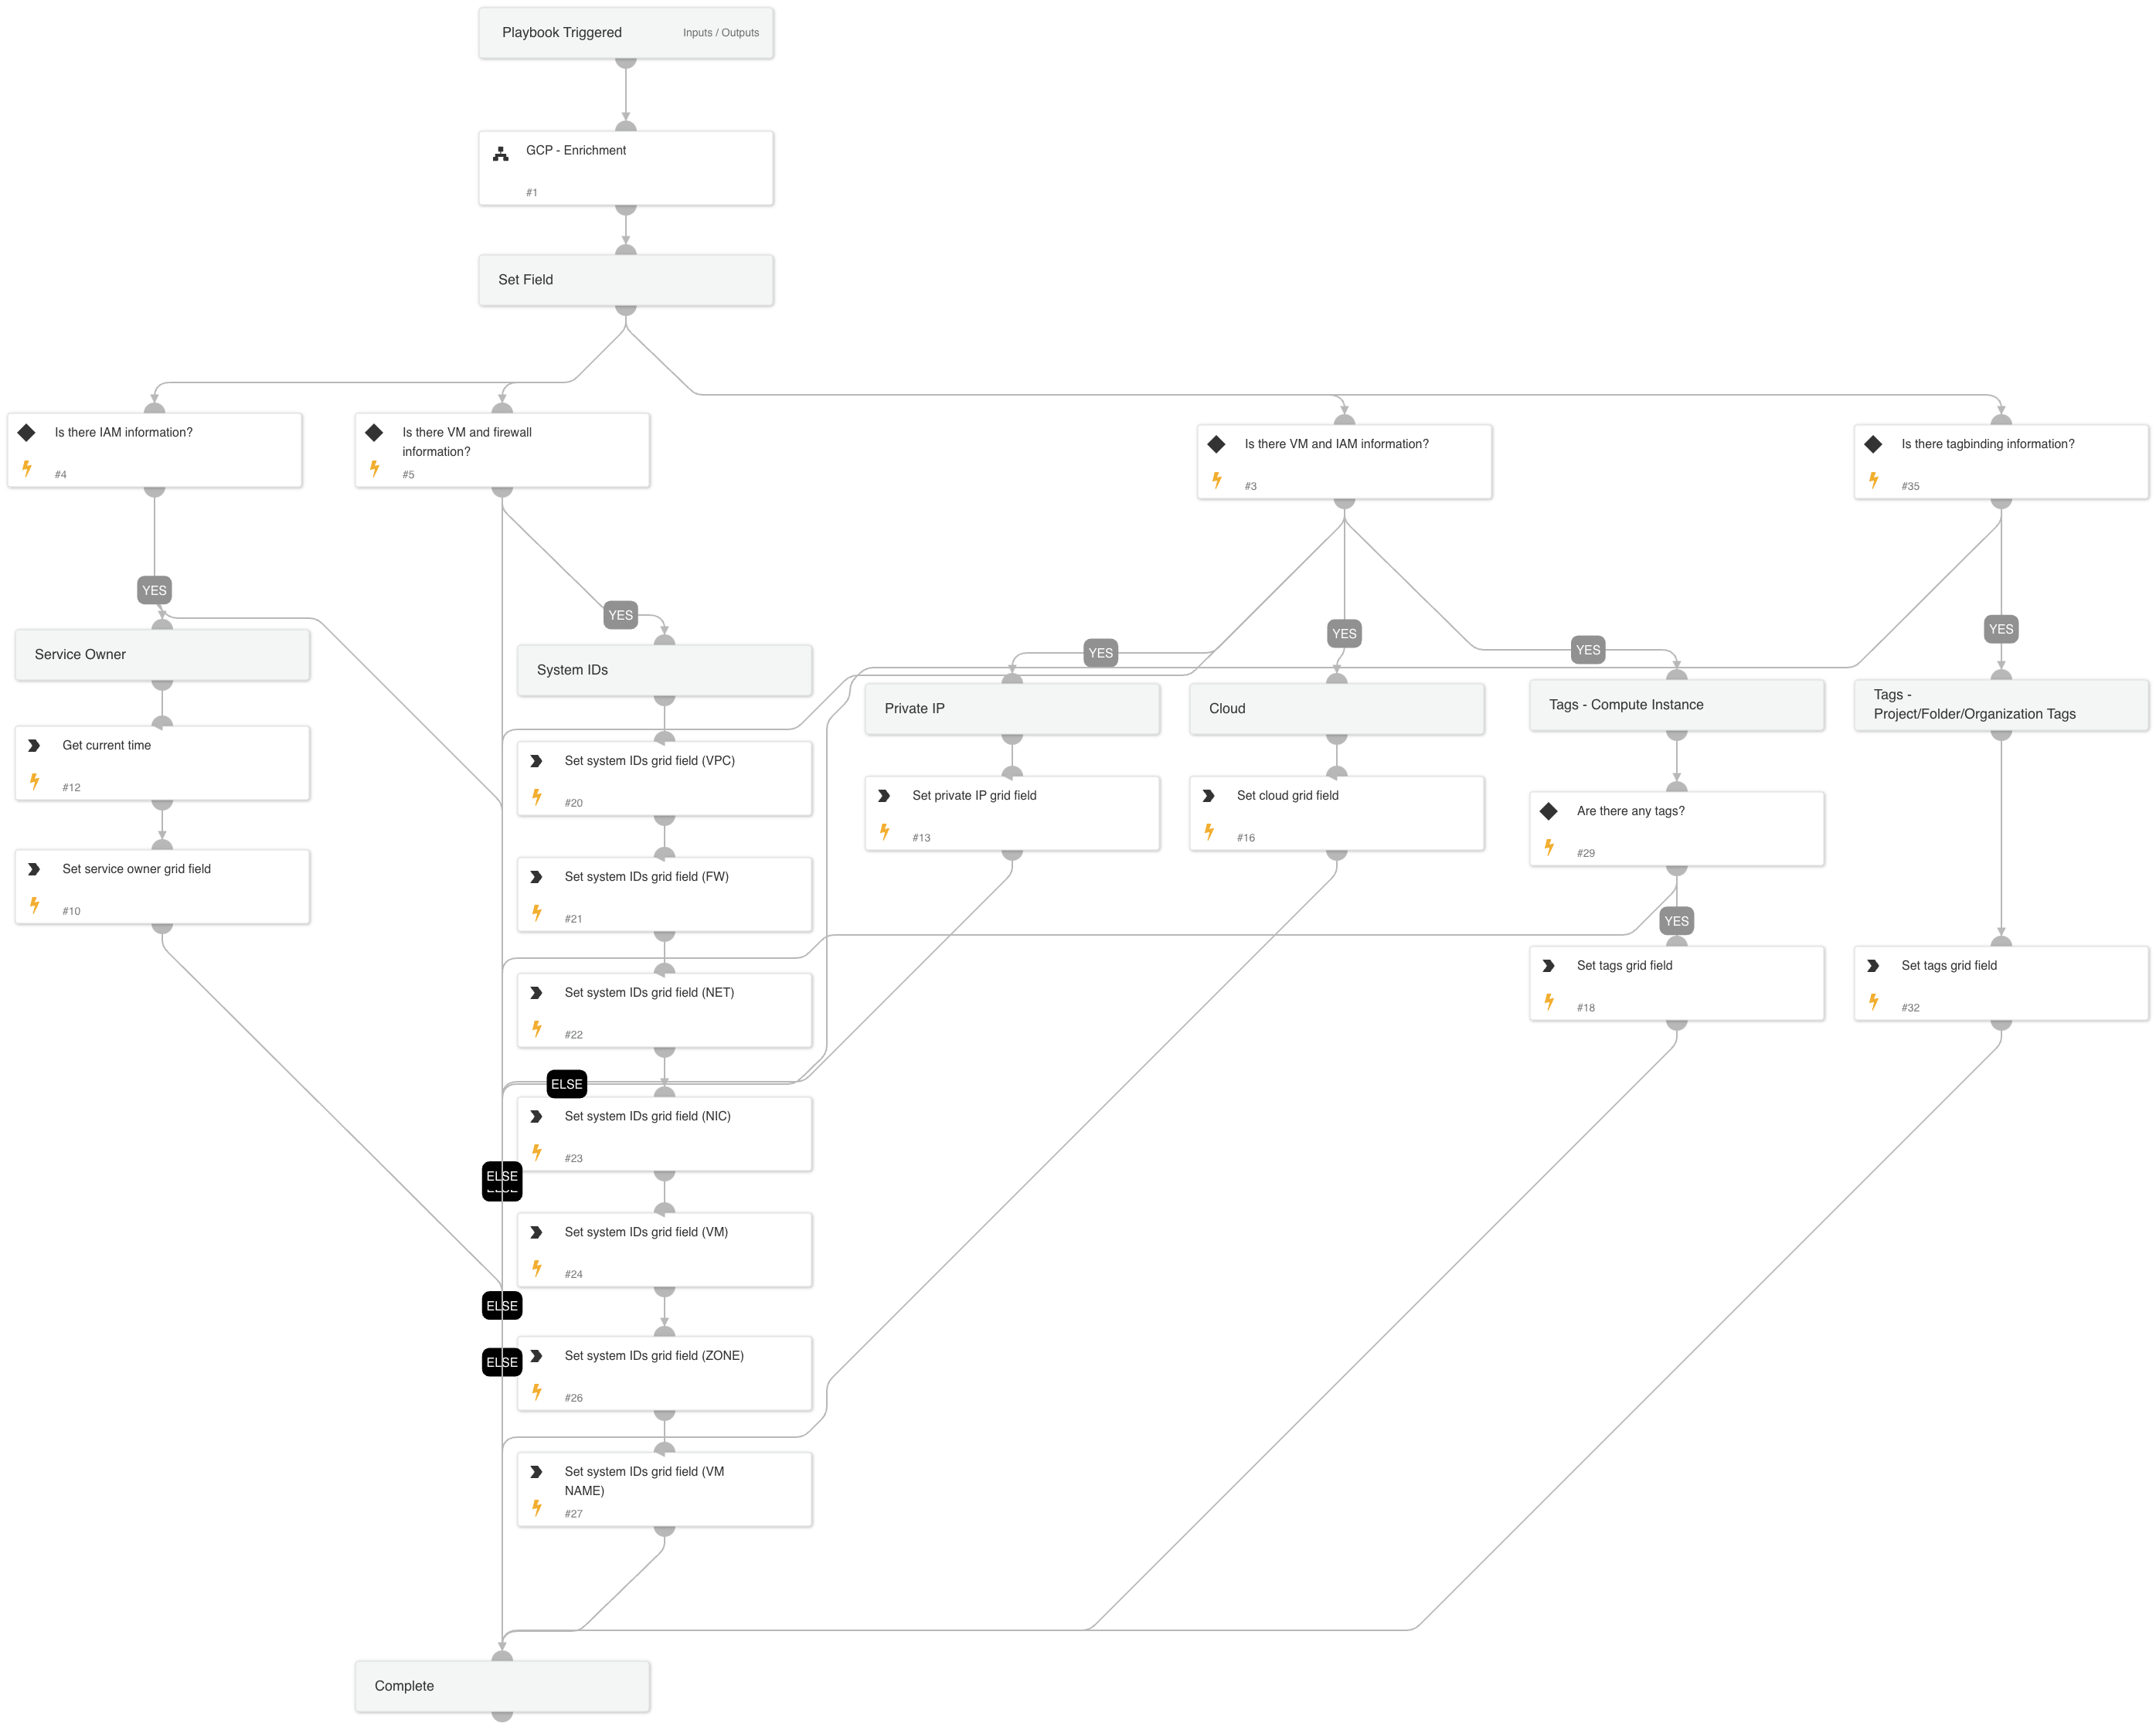 Playbook Triggered
Inputs / Outputs
GCP - Enrichment
#1
Set Field
Is there IAM information?
#4
Is there VM and firewall
information?
#5
Is there VM and IAM information?
#3
Is there tagbinding information?
#35
YES
YES
YES
YES
YES
YES
Service Owner
System IDs
Private IP
Cloud
Tags - Compute Instance
Tags -
Project/Folder/Organization Tags
Get current time
#12
Set system IDs grid field (VPC)
#20
Set private IP grid field
#13
Set cloud grid field
#16
Are there any tags?
#29
Set service owner grid field
#10
Set system IDs grid field (FW)
#21
YES
Set tags grid field
#18
Set tags grid field
#32
Set system IDs grid field (NET)
#22
ELSE
Set system IDs grid field (NIC)
#23
ELSE
Set system IDs grid field (VM)
#24
ELSE
ELSE
Set system IDs grid field (ZONE)
#26
Set system IDs grid field (VM
NAME)
#27
Complete